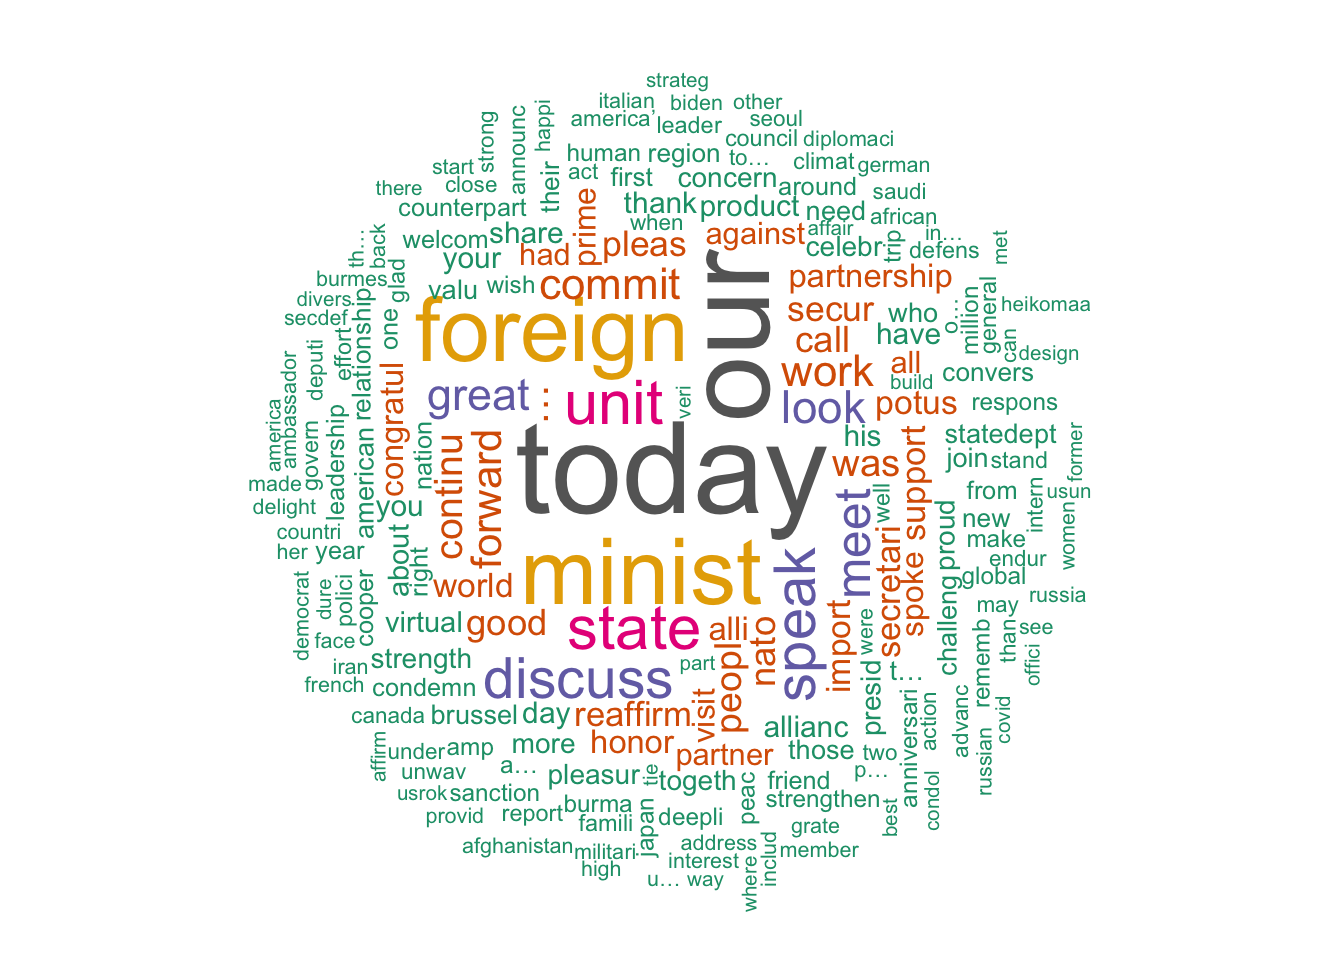 strateg
italian
biden
other
america’
leader
seoul
council
diplomaci
strong
announc
happi
human
region
to…
climat
german
start
close
their
act
first
concern
around
saudi
there
counterpart
prime
thank
product
need
african
when
affair
th…
back
welcom
share
had
pleas
against
celebr
trip
in…
defens
met
your
burmes
glad
valu
wish
commit
our
partnership
divers
secdef
one
foreign
secur
who
o…
million
general
heikomaa
call
have
can
design
effort
relationship
deputi
great
…
unit
veri
look
work
all
build
convers
potus
respons
america
ambassador
govern
leadership
american
congratul
nation
continu
forward
today
his
was
support
statedept
join
stand
former
made
delight
you
meet
well
from
intern
usun
women
countri
her
year
about
right
new
make
endur
proud
global
democrat
dure
polici
cooper
world
minist
speak
import
were
secretari
spoke
challeng
may
than
see
russia
face
virtual
good
state
alli
nato
peopl
offici
rememb
iran
strength
discuss
part
t…
french
condemn
visit
presid
canada
brussel
day
reaffirm
allianc
anniversari
action
advanc
covid
russian
affirm
under
amp
more
honor
partner
those
two
unwav
a…
pleasur
tie
togeth
friend
p…
usrok
sanction
burma
peac
strengthen
best
condol
provid
report
famili
japan
deepli
grate
afghanistan
militari
address
member
high
interest
includ
u…
way
where